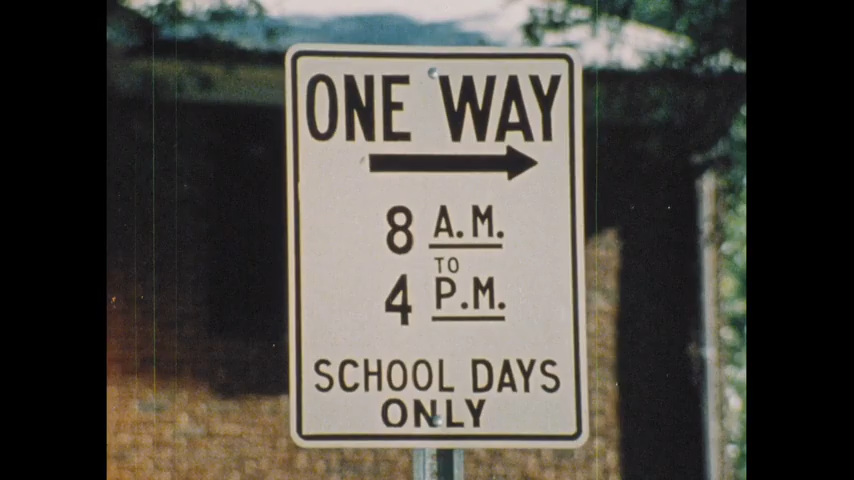 ONE WAY
8 A.M.
TO
4 P.M.
SCHOOL DAYS
ONLY